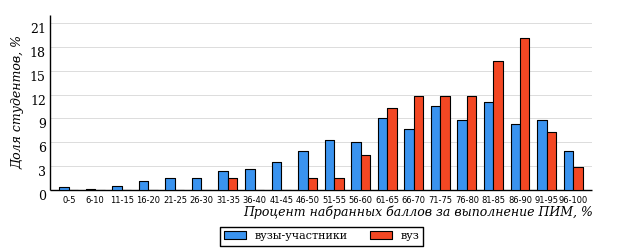 Доля студентов, %
21
18
15
12
9
6
3
0
0-5 6-10 11-15 16-20 21-25 26-30 31-35 36-40 41-45 46-50 51-55 56-60 61-65 66-70 71-75 76-80 81-85 86-90 91-95 96-100
Процент набранных баллов за выполнение ПИМ, %
вузы-участники вуз